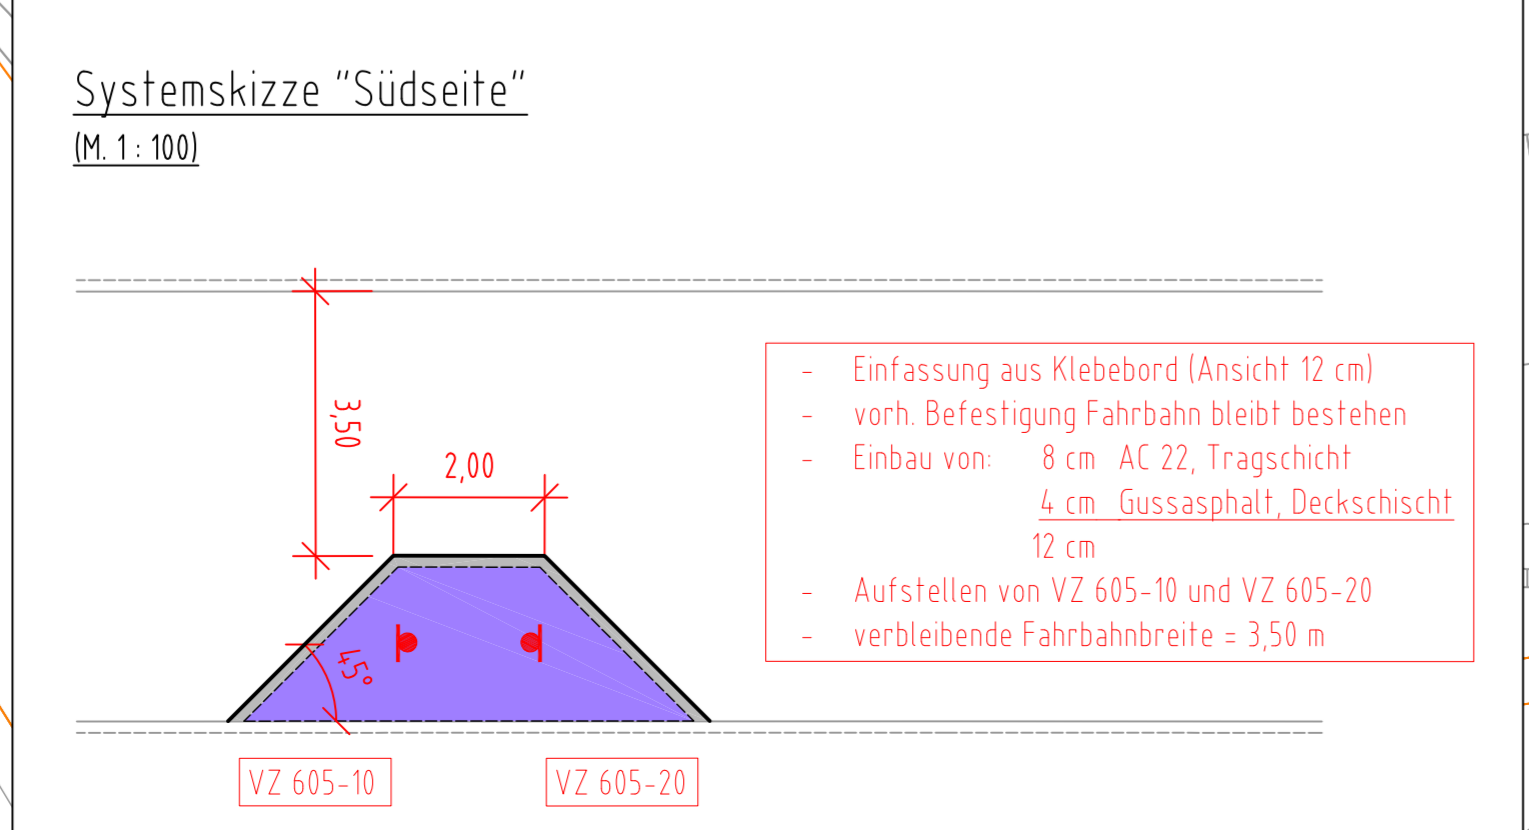 Systemskizze "Südseite"
(M. 1 : 100)
3,50
2,00
45°
- Einfassung aus Klebebord (Ansicht 12 cm)
- vorh. Befestigung Fahrbahn bleibt bestehen
- Einbau von: 8 cm AC 22, Tragschicht
4 cm Gussasphalt, Deckschischt
12 cm
- Aufstellen von VZ 605-10 und VZ 605-20
- verbleibende Fahrbahnbreite = 3,50 m
VZ 605-10
VZ 605-20